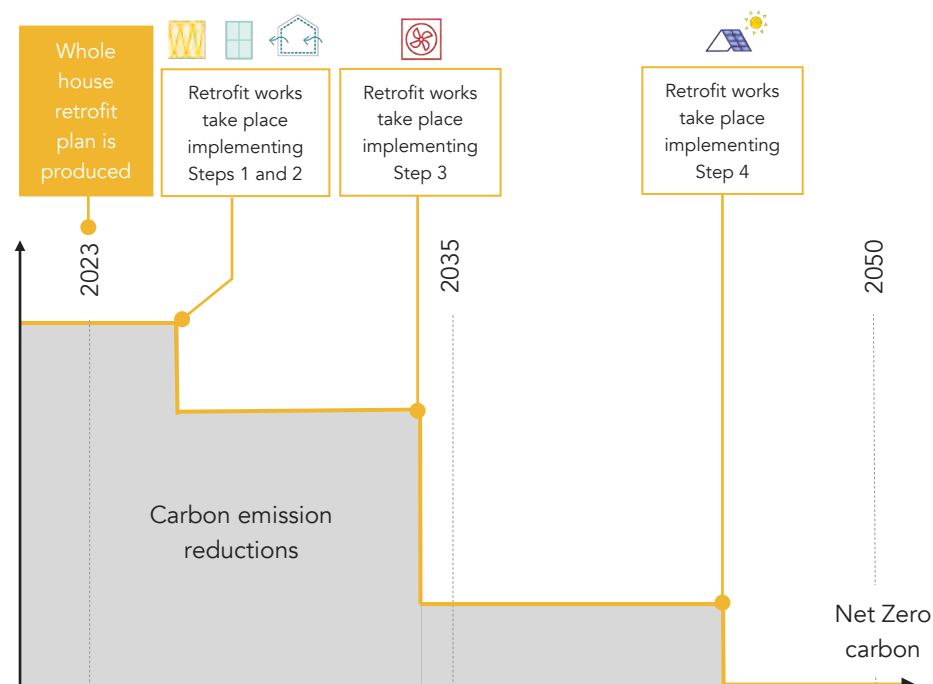 Whole
house
retrofit
plan is
produced
Retrofit works
take place
implementing
Steps 1 and 2
Retrofit works
take place
implementing
Step 3
Retrofit works
take place
implementing
Step 4
2023
2035
2050
Carbon emission
reductions
Net Zero
carbon